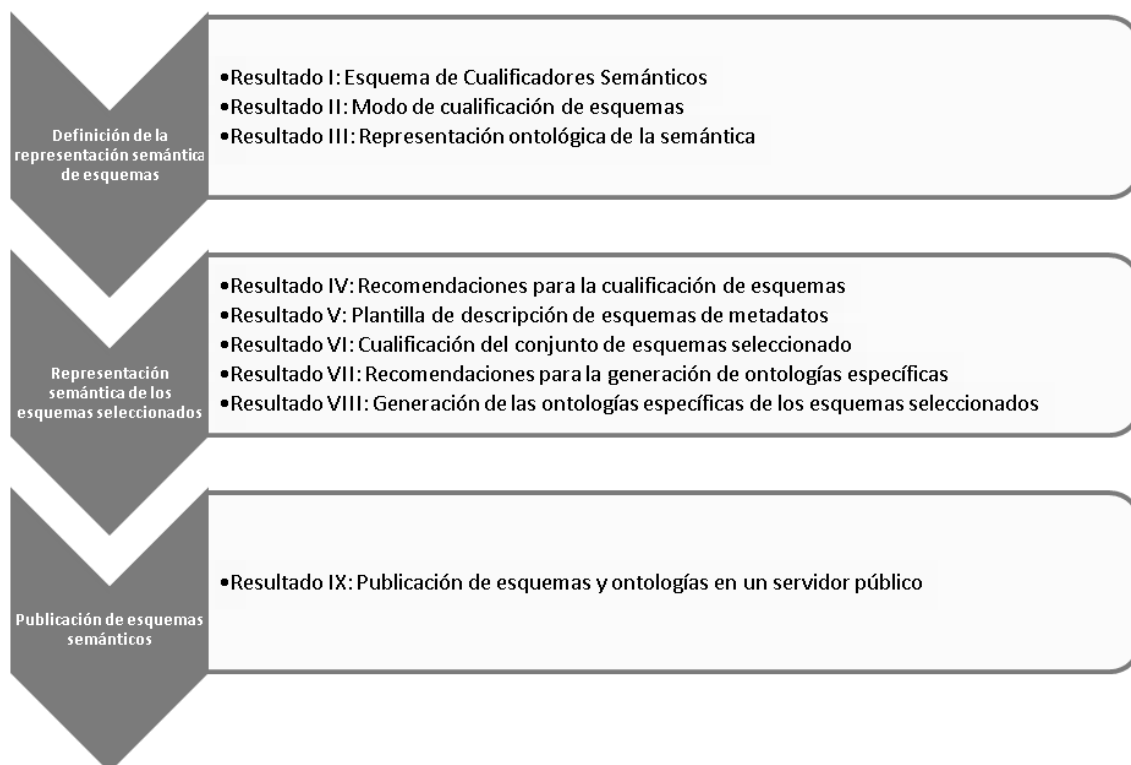 Definición de la
representación semántica
de esquemas
•Resultado I: Esquema de Cualificadores Semánticos
•Resultado II: Modo de cualificación de esquemas
•Resultado III: Representación ontológica de la semántica
Representación
semántica de los
esquemas seleccionados
•Resultado IV: Recomendaciones para la cualificación de esquemas
•Resultado V: Plantilla de descripción de esquemas de metadatos
•Resultado VI: Cualificación del conjunto de esquemas seleccionado
•Resultado VII: Recomendaciones para la generación de ontologías específicas
•Resultado VIII: Generación de las ontologías específicas de los esquemas seleccionados
Publicación de esquemas
semánticos
•Resultado IX: Publicación de esquemas y ontologías en un servidor público